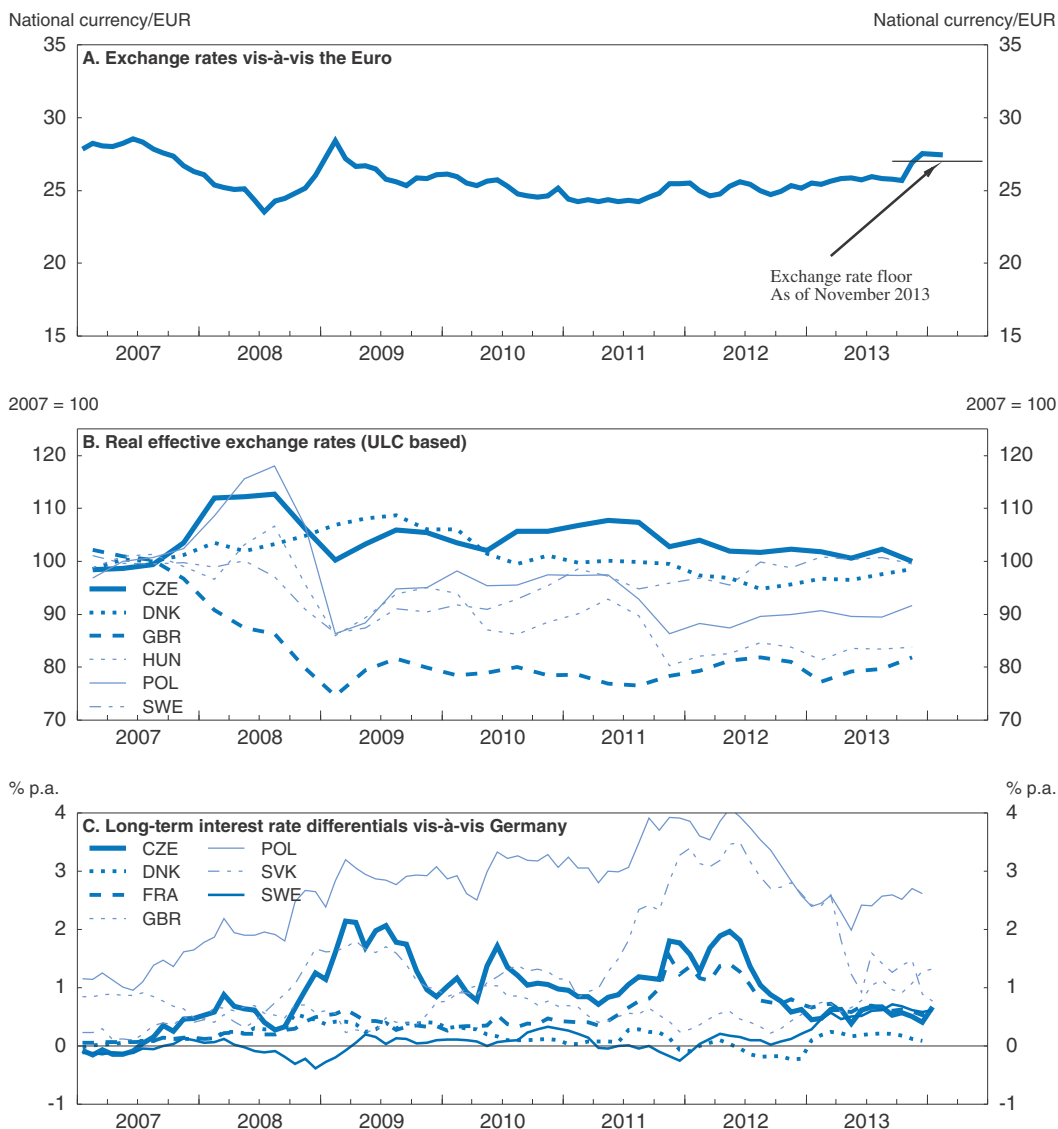 National currency/EUR National currency/EUR
35 35
A. Exchange rates vis-à-vis the Euro
30 30
25 25
20 20
Exchange rate floor
As of November 2013
15 15
2007 2008 2009 2010 2011 2012 2013
2007 = 100 2007 = 100
B. Real effective exchange rates (ULC based)
120 120
110 110
100 100
CZE
DNK
90 90
GBR
HUN
80 80
POL
SWE
70 70
2007 2008 2009 2010 2011 2012 2013
% p.a. % p.a.
4 4
C. Long-term interest rate differentials vis-à-vis Germany
CZE POL
DNK SVK
3 3
FRA SWE
GBR
2 2
1 1
0 0
-1 -1
2007 2008 2009 2010 2011 2012 2013